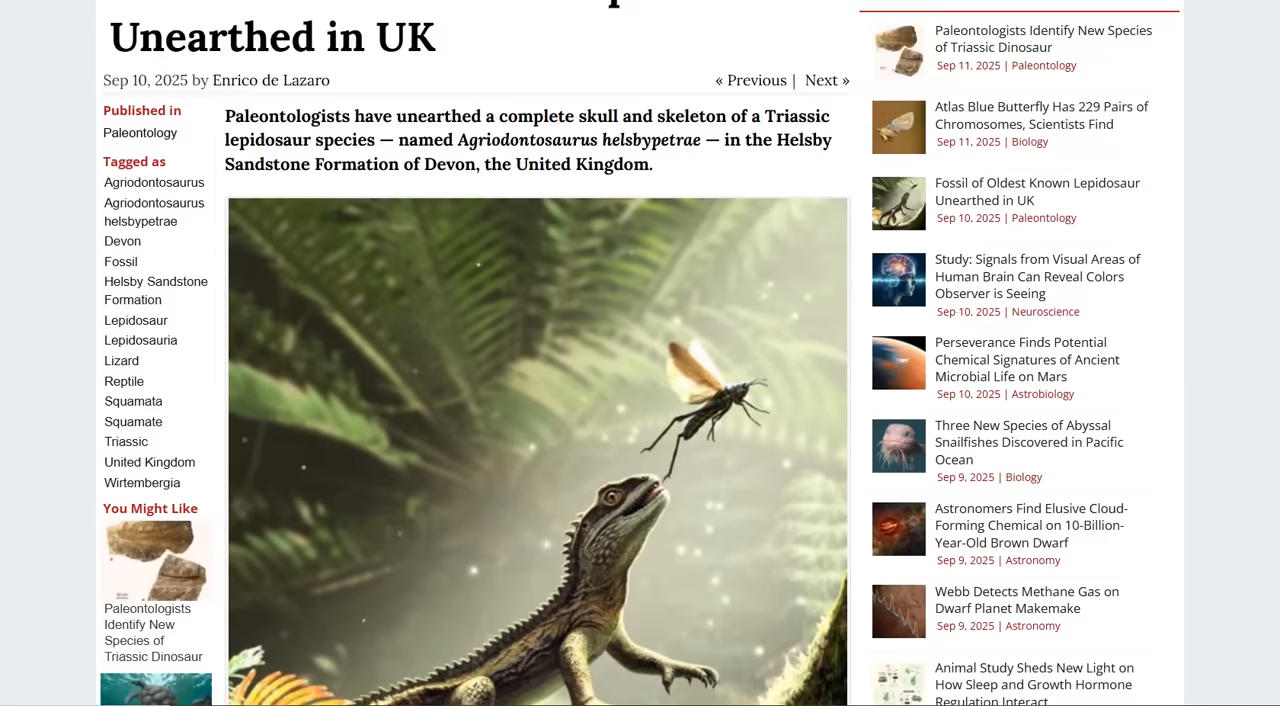 Unearthed in UK
Sep 10, 2025 by Enrico de Lazaro
« Previous | Next »
Published in
Paleontology
Tagged as
Agriodontosaurus
Agriodontosaurus
helsbypetrae
Devon
Fossil
Helsby Sandstone
Formation
Lepidosaur
Lepidosauria
Lizard
Reptile
Squamata
Squamate
Triassic
United Kingdom
Wirtembergia
You Might Like
Paleontologists
Identify New
Species of
Triassic Dinosaur
Paleontologists have unearthed a complete skull and skeleton of a Triassic
lepidosaur species — named Agriodontosaurus helsbypetrae — in the Helsby
Sandstone Formation of Devon, the United Kingdom.
Paleontologists Identify New Species
of Triassic Dinosaur
Sep 11, 2025 | Paleontology
Atlas Blue Butterfly Has 229 Pairs of
Chromosomes, Scientists Find
Sep 11, 2025 | Biology
Fossil of Oldest Known Lepidosaur
Unearthed in UK
Sep 10, 2025 | Paleontology
Study: Signals from Visual Areas of
Human Brain Can Reveal Colors
Observer is Seeing
Sep 10, 2025 | Neuroscience
Perseverance Finds Potential
Chemical Signatures of Ancient
Microbial Life on Mars
Sep 10, 2025 | Astrobiology
Three New Species of Abyssal
Snailfishes Discovered in Pacific
Ocean
Sep 9, 2025 | Biology
Astronomers Find Elusive Cloud-
Forming Chemical on 10-Billion-
Year-Old Brown Dwarf
Sep 9, 2025 | Astronomy
Webb Detects Methane Gas on
Dwarf Planet Makemake
Sep 9, 2025 | Astronomy
Animal Study Sheds New Light on
How Sleep and Growth Hormone
Regulation Interact